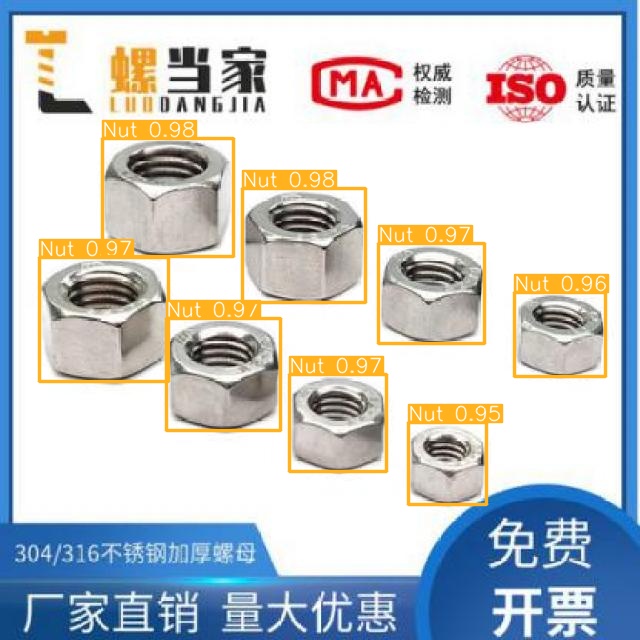 螺当家
LUODANGJIA
CMA
权威
检测
ISO
质量
认证
Nut 0.98
Nut 0.98
Nut 0.97
Nut 0.97
Nut 0.96
Nut 0.97
Nut 0.97
Nut 0.95
304/316不锈钢加厚螺母
厂家直销 量大优惠
免费
开票